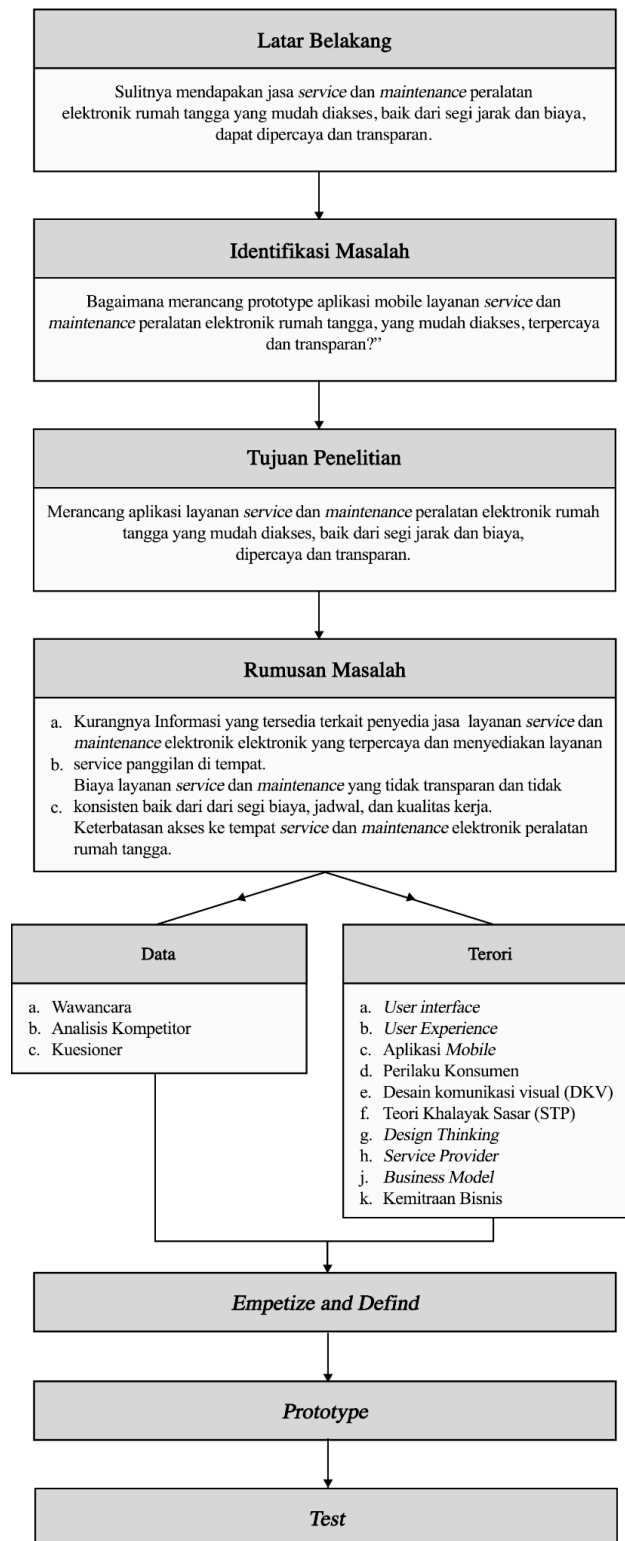 Latar Belakang
Sulitnya mendapakan jasa service dan maintenance peralatan
elektronik rumah tangga yang mudah diakses, baik dari segi jarak dan biaya,
dapat dipercaya dan transparan.
Identifikasi Masalah
Bagaimana merancang prototype aplikasi mobile layanan service dan
maintenance peralatan elektronik rumah tangga, yang mudah diakses, terpercaya
dan transparan?”
Tujuan Penelitian
Merancang aplikasi layanan service dan maintenance peralatan elektronik rumah
tangga yang mudah diakses, baik dari segi jarak dan biaya,
dipercaya dan transparan.
Rumusan Masalah
a. Kurangnya Informasi yang tersedia terkait penyedia jasa layanan service dan
maintenance elektronik elektronik yang terpercaya dan menyediakan layanan
b. service panggilan di tempat.
Biaya layanan service dan maintenance yang tidak transparan dan tidak
c. konsisten baik dari dari segi biaya, jadwal, dan kualitas kerja.
Keterbatasan akses ke tempat service dan maintenance elektronik peralatan
rumah tangga.
Data
a. Wawancara
b. Analisis Kompetitor
c. Kuesioner
Terori
a. User interface
b. User Experience
c. Aplikasi Mobile
d. Perilaku Konsumen
e. Desain komunikasi visual (DKV)
f. Teori Khalayak Sasar (STP)
g. Design Thinking
h. Service Provider
j. Business Model
k. Kemitraan Bisnis
Empetize and Defind
Prototype
Test